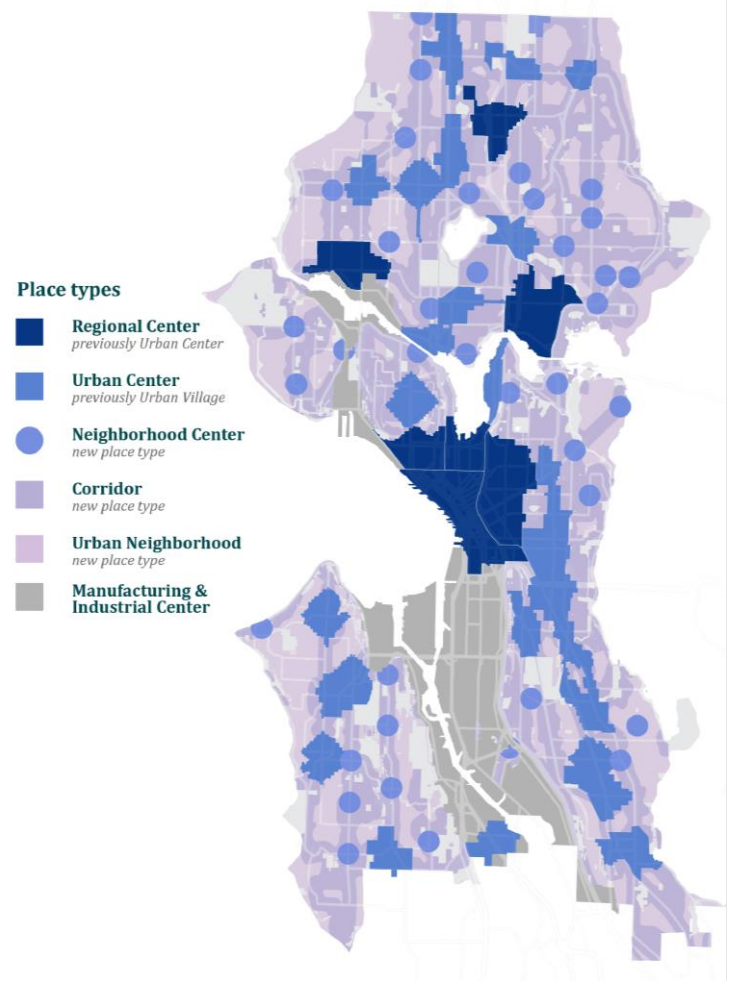 Place types
Regional Center
previously Urban Center
Urban Center
previously Urban Village
Neighborhood Center
new place type
Corridor
new place type
Urban Neighborhood
new place type
Manufacturing &
Industrial Center